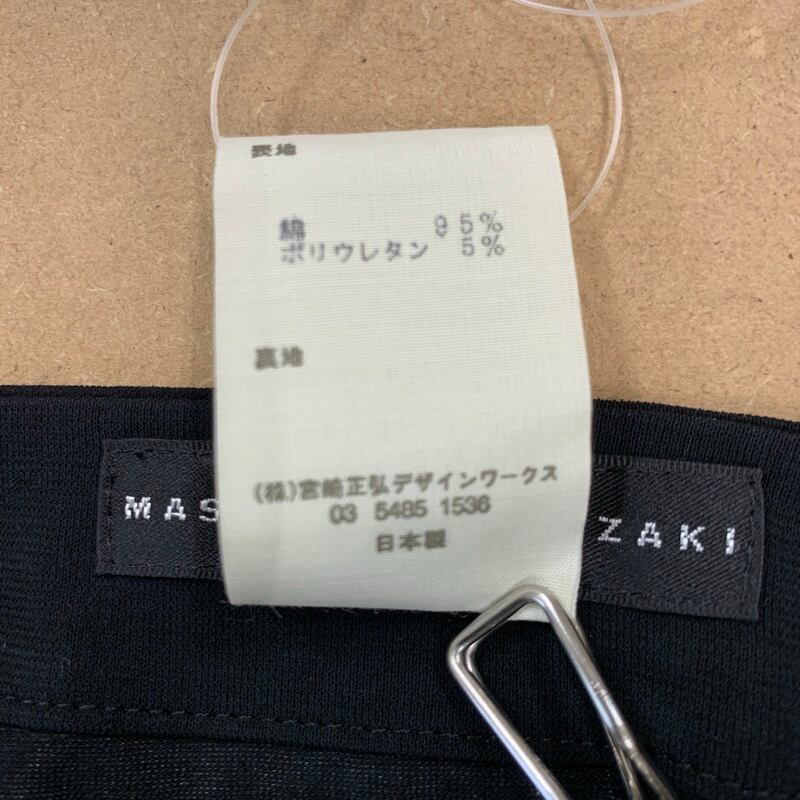 表地
綿 95%
ポリウレタン 5%
裏地
(株)宮崎正弘デザインワークス
03 5485 1536
日本製
MAS ZAKI